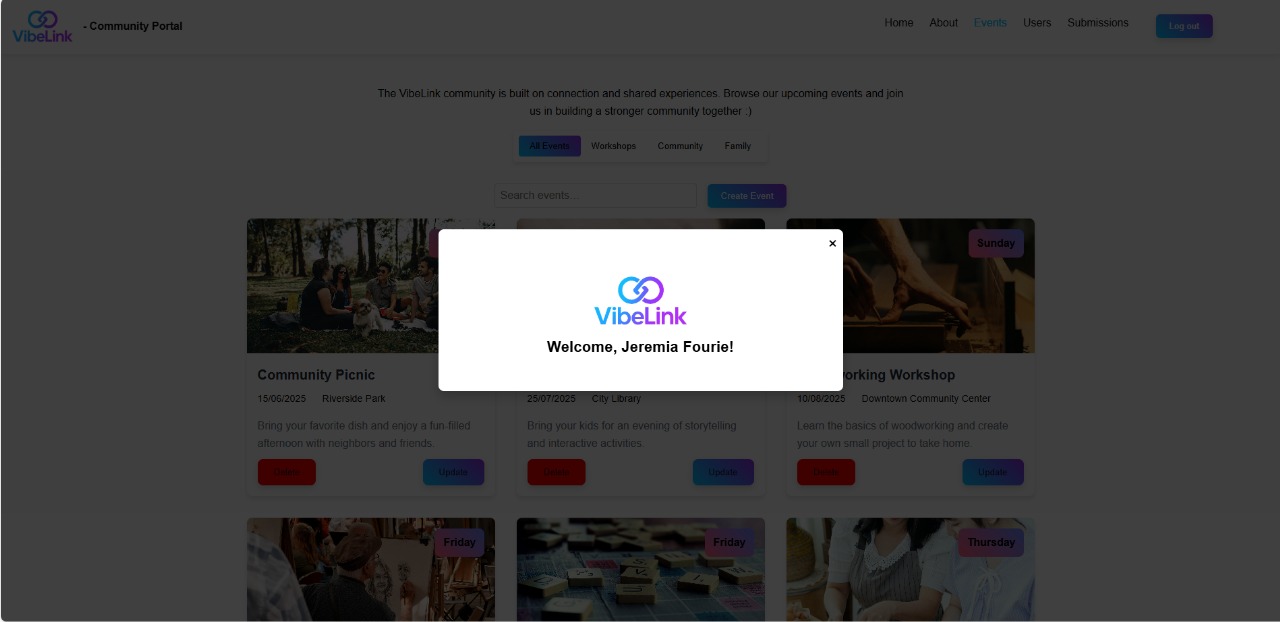 VibeLink
- Community Portal
Home
About
Events
Users
Submissions
Log out
The VibeLink community is built on connection and shared experiences. Browse our upcoming events and join
us in building a stronger community together :)
All Events
Workshops
Community
Family
Search events...
Create Event
Sunday
×
VibeLink
Welcome, Jeremia Fourie!
Community Picnic
15/06/2025
Riverside Park
Bring your favorite dish and enjoy a fun-filled
afternoon with neighbors and friends.
Delete
Update
25/07/2025
City Library
Bring your kids for an evening of storytelling
and interactive activities.
Delete
Update
orking Workshop
10/08/2025
Downtown Community Center
Learn the basics of woodworking and create
your own small project to take home.
Delete
Update
Friday
Friday
Thursday